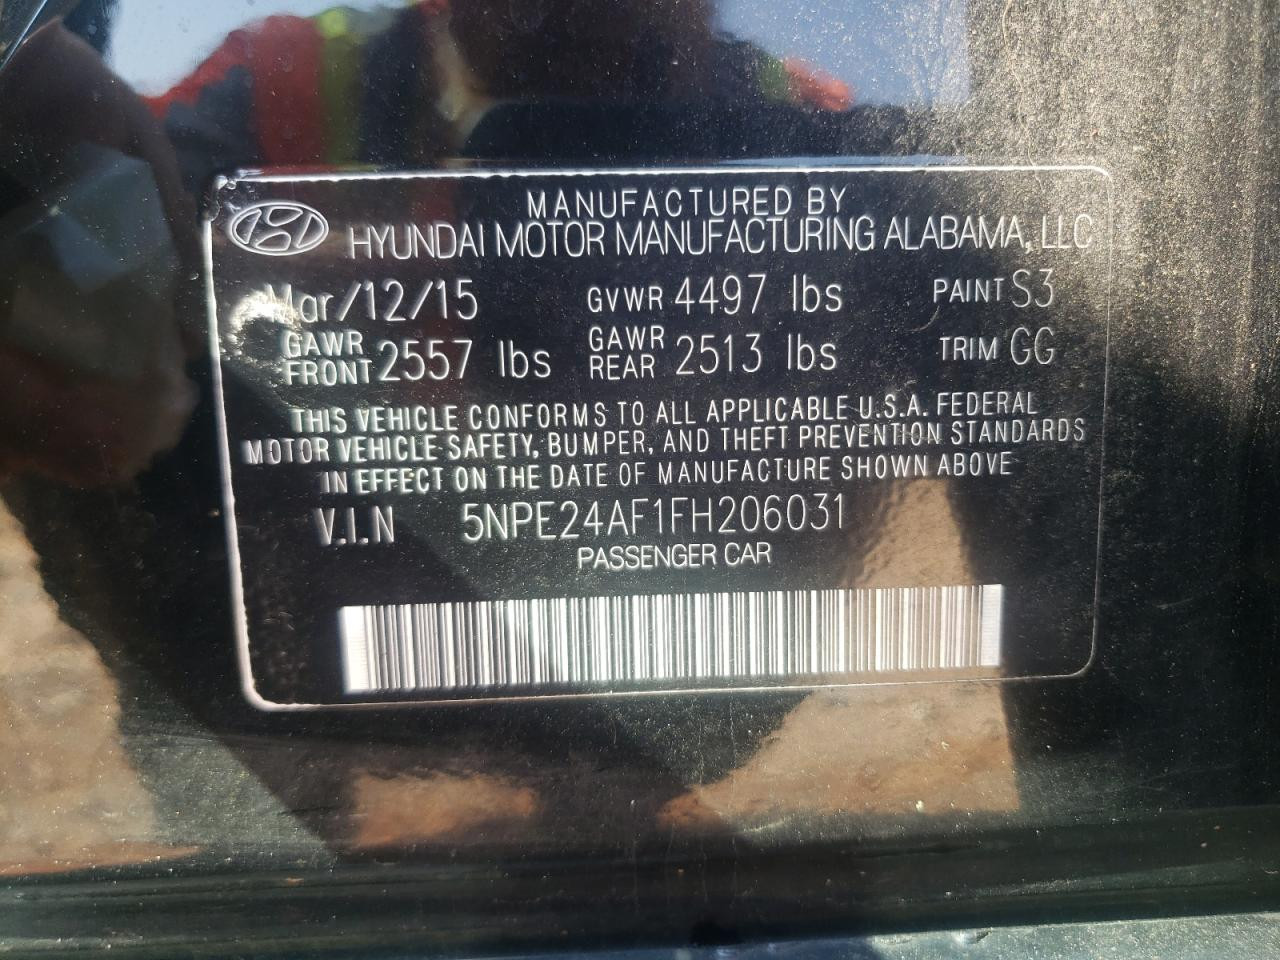 MANUFACTURED BY
HYUNDAI MOTOR MANUFACTURING ALABAMA, LLC
Mar/12/15 GVWR 4497 lbs PAINT S3
GAWR FRONT 2557 lbs GAWR REAR 2513 lbs TRIM GG
THIS VEHICLE CONFORMS TO ALL APPLICABLE U.S.A. FEDERAL
MOTOR VEHICLE SAFETY, BUMPER, AND THEFT PREVENTION STANDARDS
IN EFFECT ON THE DATE OF MANUFACTURE SHOWN ABOVE
V.I.N 5NPE24AF1FH206031
PASSENGER CAR